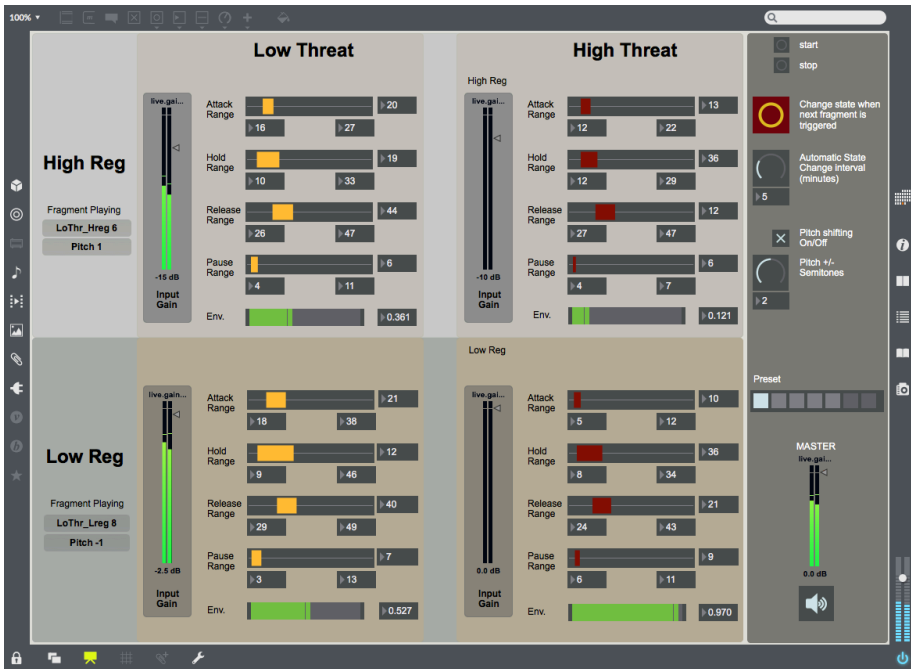 100%
Low Threat
High Threat
start
stop
High Reg
live.gai...
Attack
Range
20
16
27
live.gai...
Attack
Range
13
12
22
Change state when
next fragment is
triggered
High Reg
Fragment Playing
LoThr_Hreg 6
Pitch 1
Hold
Range
19
10
33
Hold
Range
36
12
29
Automatic State
Change interval
(minutes)
5
Release
Range
44
26
47
Release
Range
12
27
47
Pitch shifting
On/Off
Pause
Range
6
4
11
Pause
Range
6
4
7
Pitch +/-
Semitones
2
-15 dB
Input
Gain
Env.
0.361
-10 dB
Input
Gain
Env.
0.121
Low Reg
Preset
live.gain...
Attack
Range
21
18
38
live.gai...
Attack
Range
10
5
12
Low Reg
Fragment Playing
LoThr_Lreg 8
Pitch -1
Hold
Range
12
9
46
Hold
Range
36
8
34
MASTER
live.gai...
Release
Range
40
29
49
Release
Range
21
24
43
Pause
Range
7
3
13
Pause
Range
9
6
11
-2.5 dB
Input
Gain
Env.
0.527
0.0 dB
Input
Gain
Env.
0.970
0.0 dB